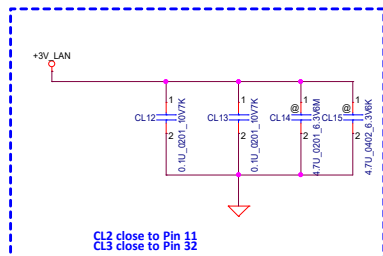 +3V_LAN
1 1 1 1
@ @
CL12 CL13 CL14 CL15
2 2 2 2
0.1U_0201_10V7K
0.1U_0201_10V7K
4.7U_0201_6.3V6M
4.7U_0402_6.3V6K
CL2 close to Pin 11
CL3 close to Pin 32